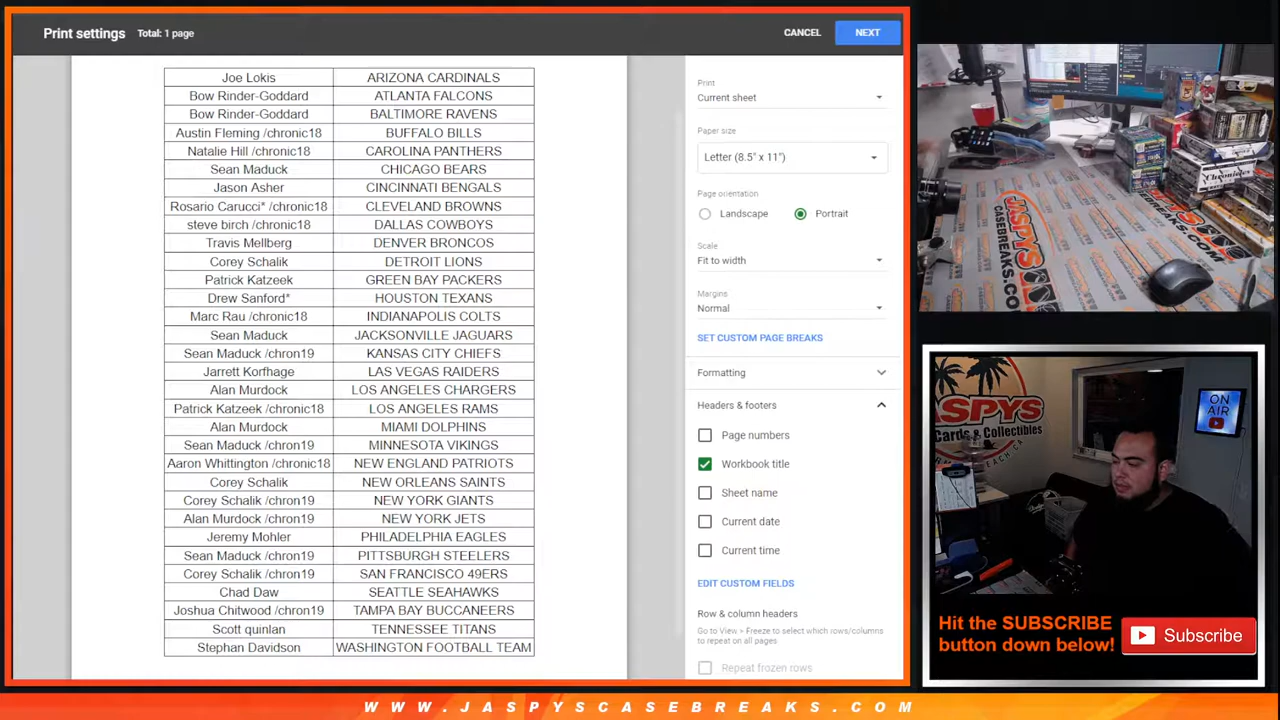 Print settings Total: 1 page CANCEL NEXT
Joe Lokis ARIZONA CARDINALS
Bow Rinder-Goddard ATLANTA FALCONS
Bow Rinder-Goddard BALTIMORE RAVENS
Austin Fleming /chronic18 BUFFALO BILLS
Natalie Hill /chronic18 CAROLINA PANTHERS
Sean Maduck CHICAGO BEARS
Jason Asher CINCINNATI BENGALS
Rosario Carucci* /chronic18 CLEVELAND BROWNS
steve birch /chronic18 DALLAS COWBOYS
Travis Mellberg DENVER BRONCOS
Corey Schalik DETROIT LIONS
Patrick Katzeek GREEN BAY PACKERS
Drew Sanford* HOUSTON TEXANS
Marc Rau /chronic18 INDIANAPOLIS COLTS
Sean Maduck JACKSONVILLE JAGUARS
Sean Maduck /chron19 KANSAS CITY CHIEFS
Jarrett Korfhage LAS VEGAS RAIDERS
Alan Murdock LOS ANGELES CHARGERS
Patrick Katzeek /chronic18 LOS ANGELES RAMS
Alan Murdock MIAMI DOLPHINS
Sean Maduck /chron19 MINNESOTA VIKINGS
Aaron Whittington /chronic18 NEW ENGLAND PATRIOTS
Corey Schalik NEW ORLEANS SAINTS
Corey Schalik /chron19 NEW YORK GIANTS
Alan Murdock /chron19 NEW YORK JETS
Jeremy Mohler PHILADELPHIA EAGLES
Sean Maduck /chron19 PITTSBURGH STEELERS
Corey Schalik /chron19 SAN FRANCISCO 49ERS
Chad Daw SEATTLE SEAHAWKS
Joshua Chitwood /chron19 TAMPA BAY BUCCANEERS
Scott quinlan TENNESSEE TITANS
Stephan Davidson WASHINGTON FOOTBALL TEAM
Print
Current sheet
Paper size
Letter (8.5" x 11")
Page orientation
Landscape Portrait
Scale
Fit to width
Margins
Normal
SET CUSTOM PAGE BREAKS
Formatting
Headers & footers
Page numbers
Workbook title
Sheet name
Current date
Current time
EDIT CUSTOM FIELDS
Row & column headers
Go to View > Freeze to select which rows/columns
to repeat on all pages
Repeat frozen rows
Chronicles
JASPYS
CASEBREAKS.COM
JASPYS
Cards & Collectibles
ON
AIR
Hit the SUBSCRIBE
button down below!
Subscribe
WWW.JASPYSCASEBREAKS.COM